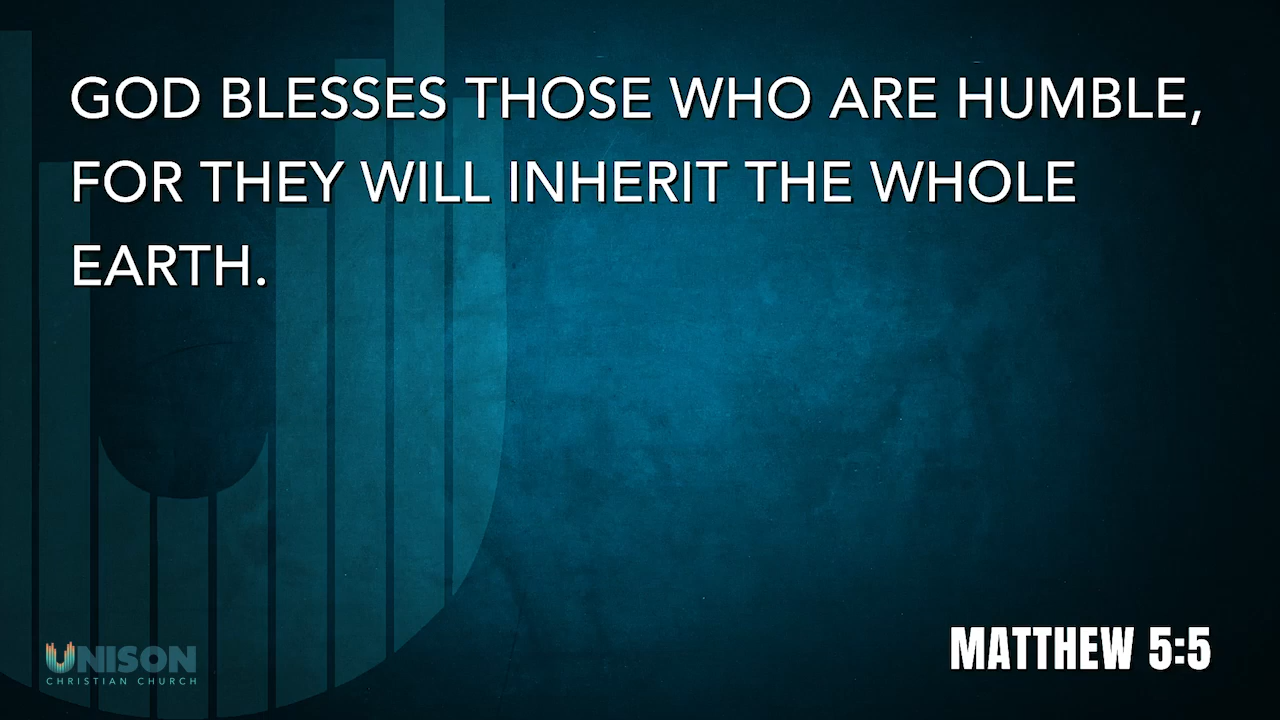 GOD BLESSES THOSE WHO ARE HUMBLE,
FOR THEY WILL INHERIT THE WHOLE
EARTH.
MATTHEW 5:5
UNISON
CHRISTIAN CHURCH